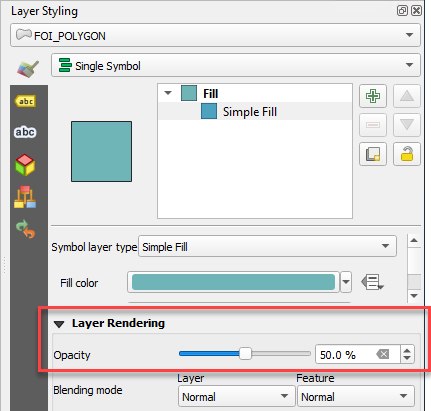 Layer Styling
FOI_POLYGON
Single Symbol
abc
abc
Fill
Simple Fill
Symbol layer type Simple Fill
Fill color
Layer Rendering
Opacity 50.0 %
Layer Feature
Blending mode Normal Normal